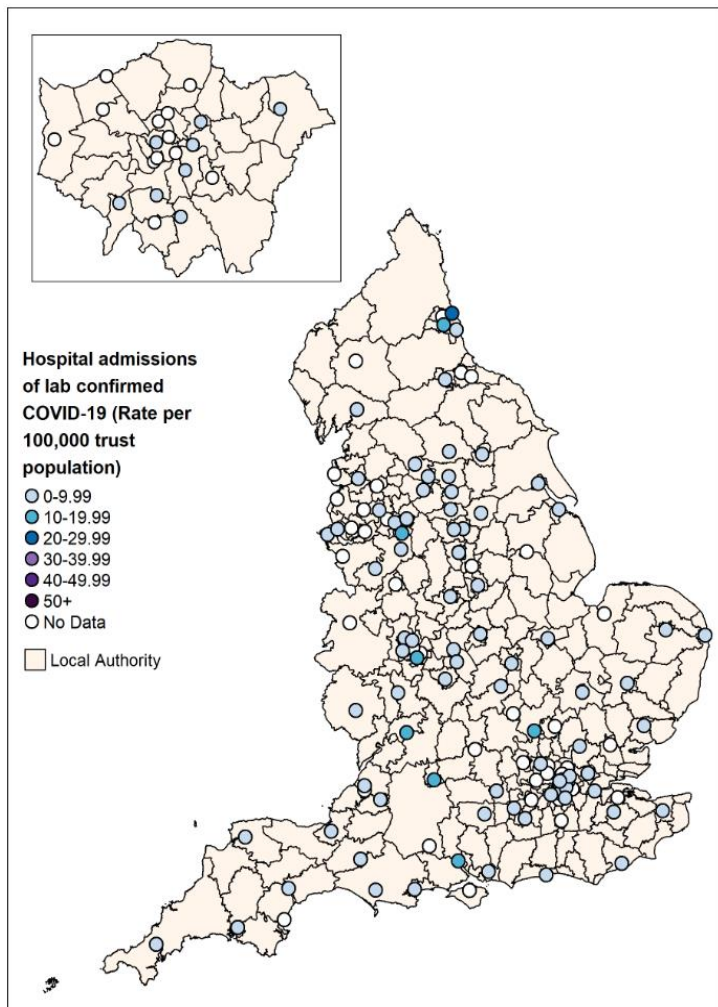 Hospital admissions
of lab confirmed
COVID-19 (Rate per
100,000 trust
population)
0-9.99
10-19.99
20-29.99
30-39.99
40-49.99
50+
No Data
Local Authority